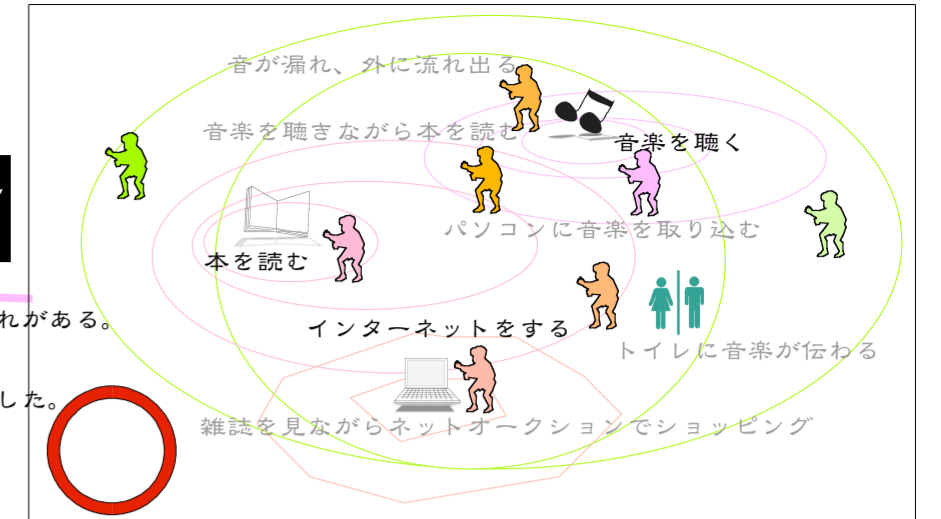 音が漏れ、外に流れ出る
音楽を聴きながら本を読む
音楽を聴く
パソコンに音楽を取り込む
本を読む
れがある。
インターネットをする
トイレに音楽が伝わる
した。
雑誌を見ながらネットオークションでショッピング